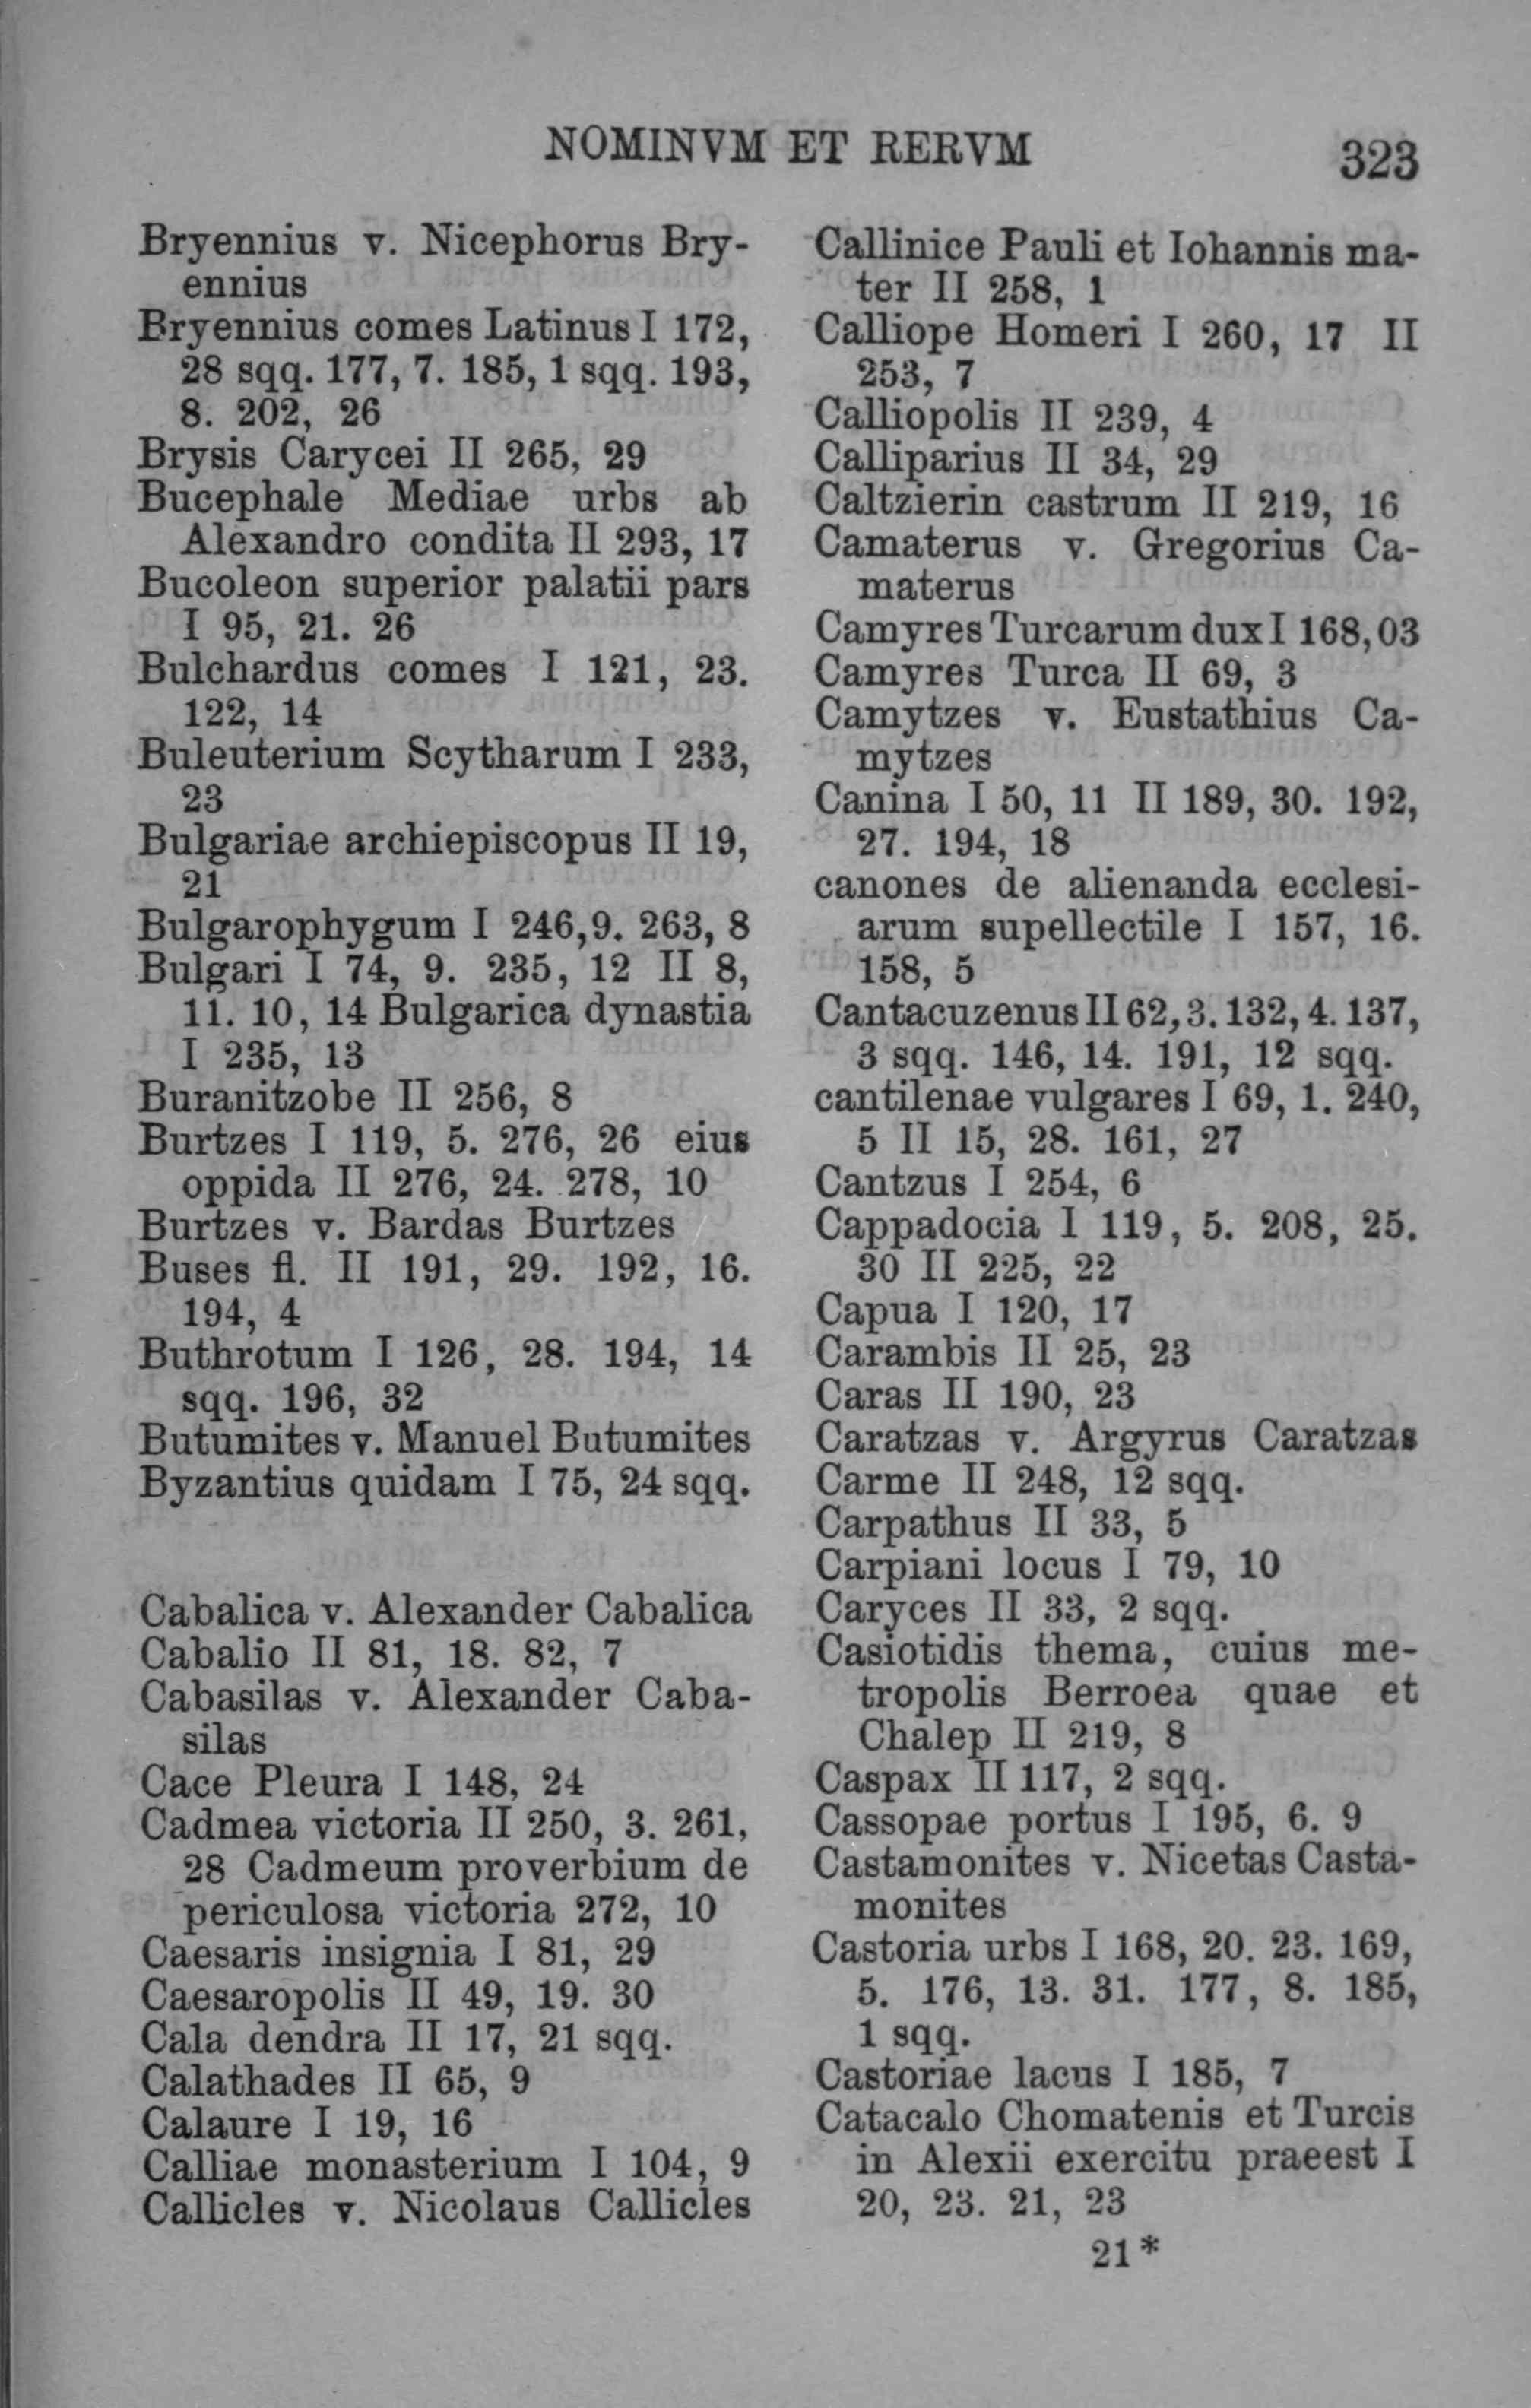 NOMINVM ET RERVM
323
Bryennius v. Nicephorus Bry-
ennius
Bryennius comes Latinus I 172,
28 sqq. 177, 7. 185, 1 sqq. 193,
8. 202, 26
Brysis Carycei II 265, 29
Bucephale Mediae urbs ab
Alexandro condita II 293, 17
Bucoleon superior palatii pars
I 95, 21. 26
Bulchardus comes I 121, 23.
122, 14
Buleuterium Scytharum I 233,
23
Bulgariae archiepiscopus II 19,
21
Bulgarophygum I 246,9. 263, 8
Bulgari I 74, 9. 235, 12 II 8,
11. 10, 14 Bulgarica dynastia
I 235, 13
Buranitzobe II 256, 8
Burtzes I 119, 5. 276, 26 eius
oppida II 276, 24. 278, 10
Burtzes v. Bardas Burtzes
Buses fl. II 191, 29. 192, 16.
194, 4
Buthrotum I 126, 28. 194, 14
sqq. 196, 32
Butumites v. Manuel Butumites
Byzantius quidam I 75, 24 sqq.
Cabalica v. Alexander Cabalica
Cabalio II 81, 18. 82, 7
Cabasilas v. Alexander Caba-
silas
Cace Pleura I 148, 24
Cadmea victoria II 250, 3. 261,
28 Cadmeum proverbium de
periculosa victoria 272, 10
Caesaris insignia I 81, 29
Caesaropolis II 49, 19. 30
Cala dendra II 17, 21 sqq.
Calathades II 65, 9
Calaure I 19, 16
Calliae monasterium I 104, 9
Callicles v. Nicolaus Callicles
Callinice Pauli et Iohannis ma-
ter II 258, 1
Calliope Homeri I 260, 17 II
253, 7
Calliopolis II 239, 4
Calliparius II 34, 29
Caltzierin castrum II 219, 16
Camaterus v. Gregorius Ca-
materus
Camyres Turcarum dux I 168,03
Camyres Turca II 69, 3
Camytzes v. Eustathius Ca-
mytzes
Canina I 50, 11 II 189, 30. 192,
27. 194, 18
canones de alienanda ecclesi-
arum supellectile I 157, 16.
158, 5
Cantacuzenus II 62,3. 132, 4. 137,
3 sqq. 146, 14. 191, 12 sqq.
cantilenae vulgares I 69, 1. 240,
5 II 15, 28. 161, 27
Cantzus I 254, 6
Cappadocia I 119, 5. 208, 25.
30 II 225, 22
Capua I 120, 17
Carambis II 25, 23
Caras II 190, 23
Caratzas v. Argyrus Caratzas
Carme II 248, 12 sqq.
Carpathus II 33, 5
Carpiani locus I 79, 10
Caryces II 33, 2 sqq.
Casiotidis thema, cuius me-
tropolis Berroea quae et
Chalep II 219, 8
Caspax II 117, 2 sqq.
Cassopae portus I 195, 6. 9
Castamonites v. Nicetas Casta-
monites
Castoria urbs I 168, 20. 23. 169,
5. 176, 13. 31. 177, 8. 185,
1 sqq.
Castoriae lacus I 185, 7
Catacalo Chomatenis et Turcis
in Alexii exercitu praeest I
20, 23. 21, 23
21*